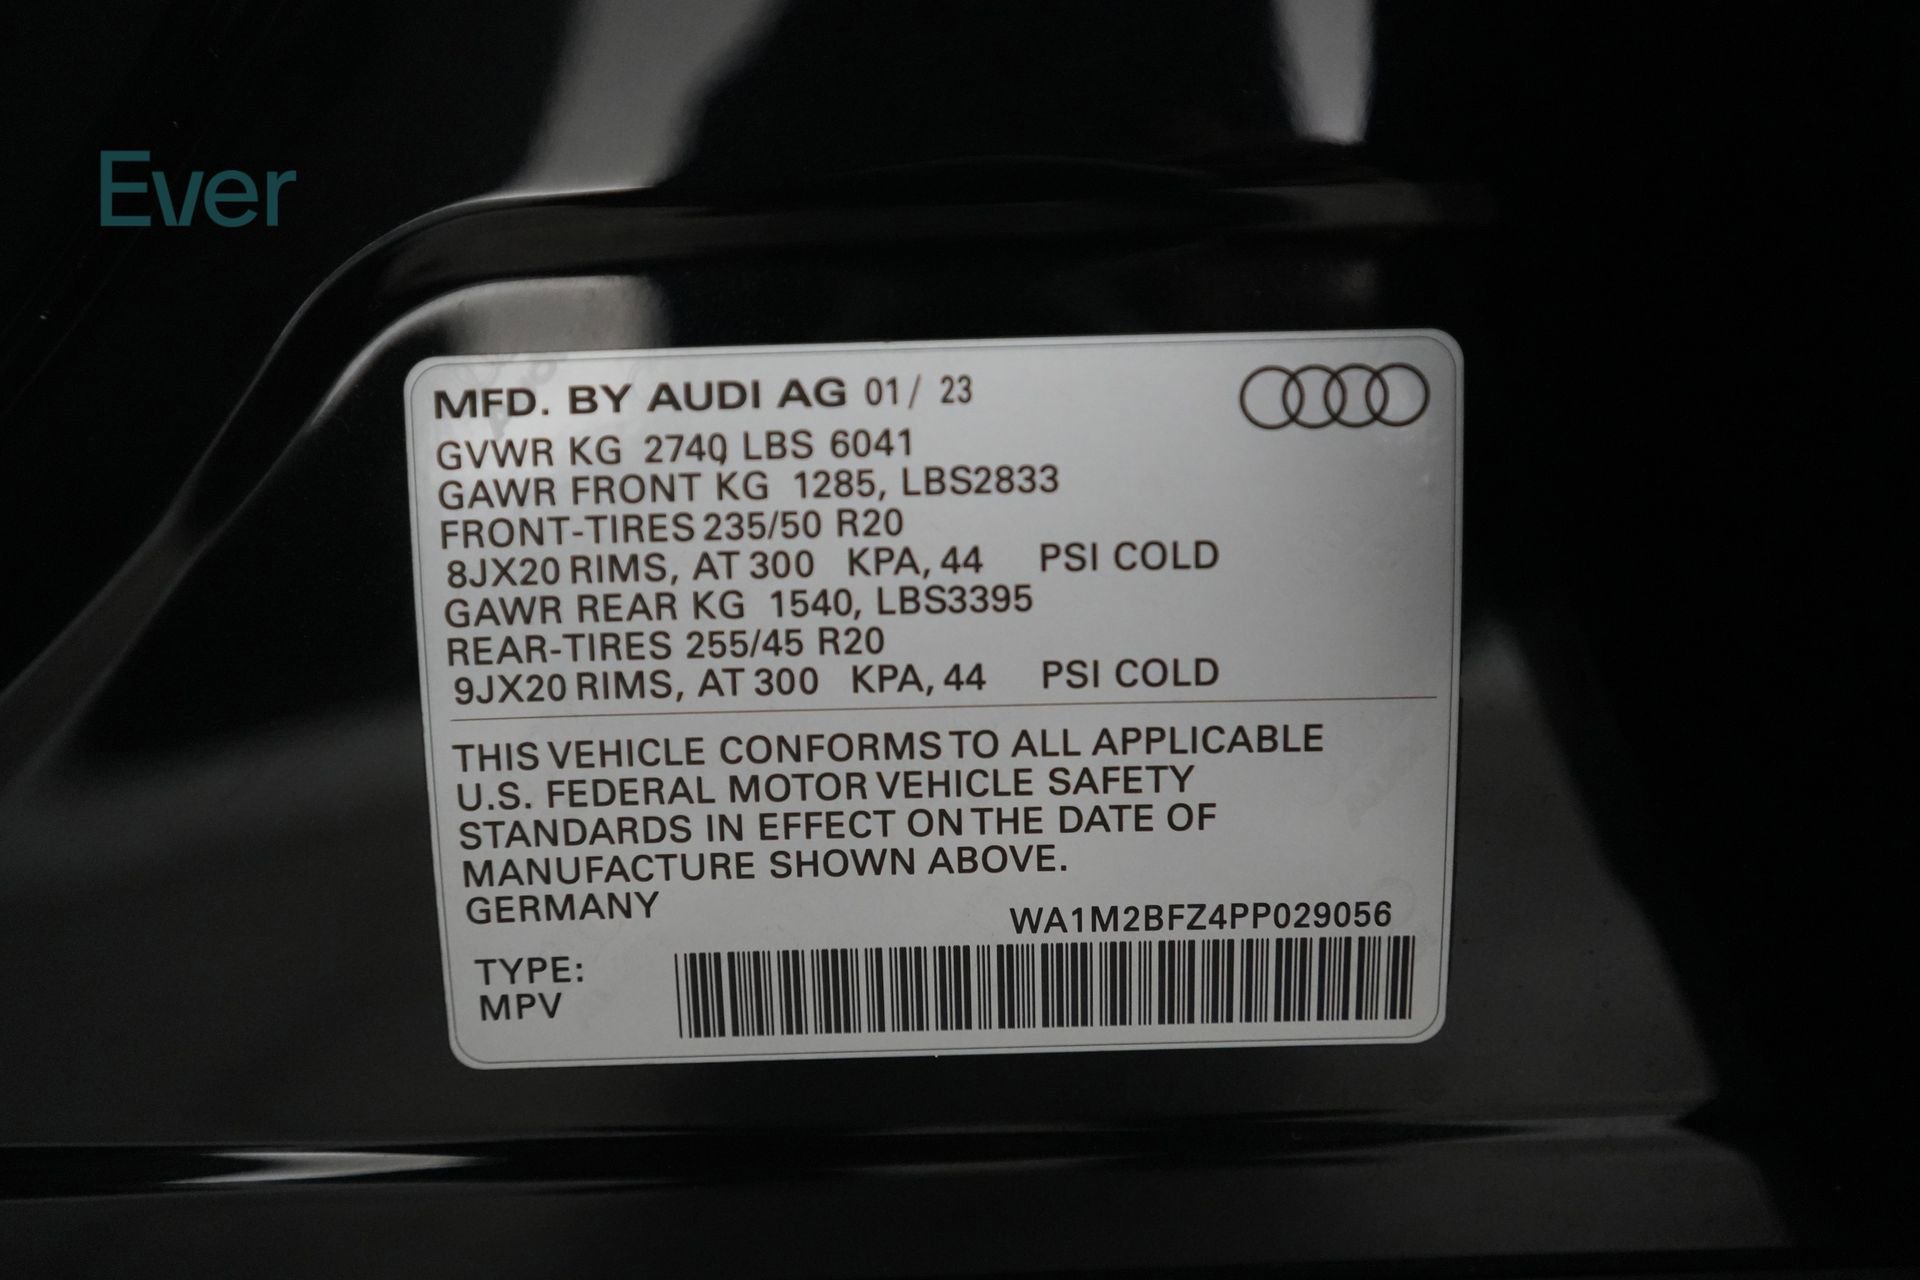 Ever
MFD. BY AUDI AG 01/ 23
GVWR KG 2740 LBS 6041
GAWR FRONT KG 1285, LBS2833
FRONT-TIRES 235/50 R20
8JX20 RIMS, AT 300 KPA, 44 PSI COLD
GAWR REAR KG 1540, LBS3395
REAR-TIRES 255/45 R20
9JX20 RIMS, AT 300 KPA, 44 PSI COLD
THIS VEHICLE CONFORMS TO ALL APPLICABLE
U.S. FEDERAL MOTOR VEHICLE SAFETY
STANDARDS IN EFFECT ON THE DATE OF
MANUFACTURE SHOWN ABOVE.
GERMANY
WA1M2BFZ4PP029056
TYPE:
MPV